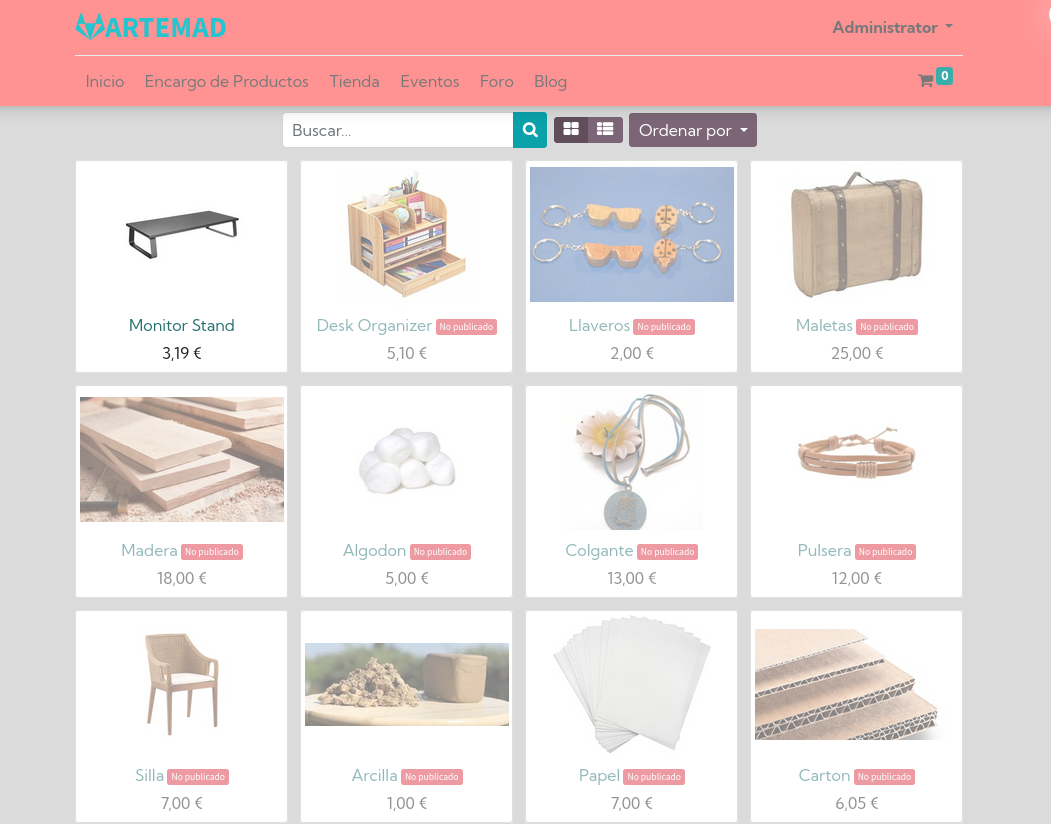 ARTEMAD
Administrator
Inicio Encargo de Productos Tienda Eventos Foro Blog 0
Buscar... Ordenar por
Monitor Stand
3,19 €
Desk Organizer No publicado
5,10 €
Llaveros No publicado
2,00 €
Maletas No publicado
25,00 €
Madera No publicado
18,00 €
Algodon No publicado
5,00 €
Colgante No publicado
13,00 €
Pulsera No publicado
12,00 €
Silla No publicado
7,00 €
Arcilla No publicado
1,00 €
Papel No publicado
7,00 €
Carton No publicado
6,05 €